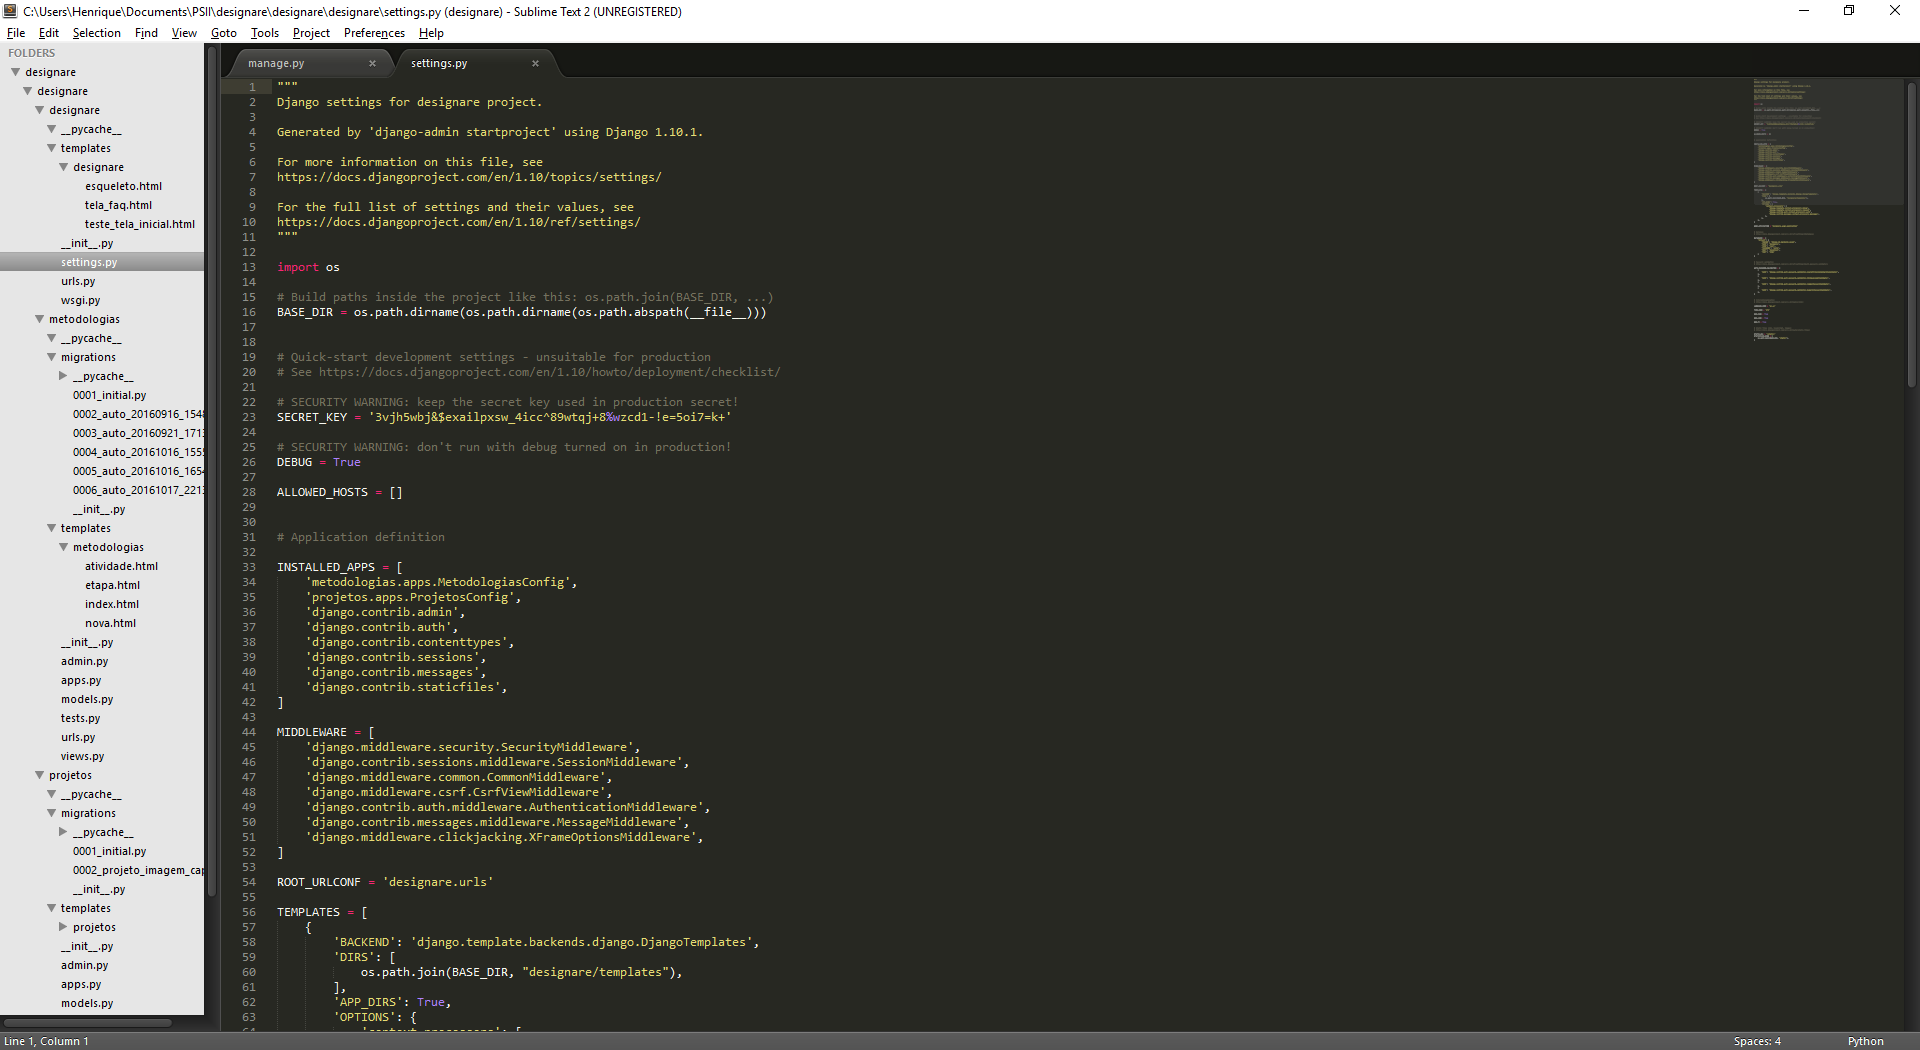 C:\Users\Henrique\Documents\PSII\designare\designare\designare\settings.py (designare) - Sublime Text 2 (UNREGISTERED)
File Edit Selection Find View Goto Tools Project Preferences Help
FOLDERS
designare
designare
designare
__pycache__
templates
designare
esqueleto.html
tela_faq.html
teste_tela_inicial.html
__init__.py
settings.py
urls.py
wsgi.py
metodologias
__pycache__
migrations
__pycache__
0001_initial.py
0002_auto_20160916_154
0003_auto_20160921_171
0004_auto_20161016_155
0005_auto_20161016_165
0006_auto_20161017_221
__init__.py
templates
metodologias
atividade.html
etapa.html
index.html
nova.html
__init__.py
admin.py
apps.py
models.py
tests.py
urls.py
views.py
projetos
__pycache__
migrations
__pycache__
0001_initial.py
0002_projeto_imagem_cap
__init__.py
templates
projetos
__init__.py
admin.py
apps.py
models.py
manage.py × settings.py ×
1 """
2 Django settings for designare project.
3
4 Generated by 'django-admin startproject' using Django 1.10.1.
5
6 For more information on this file, see
7 https://docs.djangoproject.com/en/1.10/topics/settings/
8
9 For the full list of settings and their values, see
10 https://docs.djangoproject.com/en/1.10/ref/settings/
11 """
12
13 import os
14
15 # Build paths inside the project like this: os.path.join(BASE_DIR, ...)
16 BASE_DIR = os.path.dirname(os.path.dirname(os.path.abspath(__file__)))
17
18
19 # Quick-start development settings - unsuitable for production
20 # See https://docs.djangoproject.com/en/1.10/howto/deployment/checklist/
21
22 # SECURITY WARNING: keep the secret key used in production secret!
23 SECRET_KEY = '3vjh5wbj&$exailpxsw_4icc^89wtqj+8%wzcd1-!e=5oi7=k+'
24
25 # SECURITY WARNING: don't run with debug turned on in production!
26 DEBUG = True
27
28 ALLOWED_HOSTS = []
29
30
31 # Application definition
32
33 INSTALLED_APPS = [
34 'metodologias.apps.MetodologiasConfig',
35 'projetos.apps.ProjetosConfig',
36 'django.contrib.admin',
37 'django.contrib.auth',
38 'django.contrib.contenttypes',
39 'django.contrib.sessions',
40 'django.contrib.messages',
41 'django.contrib.staticfiles',
42 ]
43
44 MIDDLEWARE = [
45 'django.middleware.security.SecurityMiddleware',
46 'django.contrib.sessions.middleware.SessionMiddleware',
47 'django.middleware.common.CommonMiddleware',
48 'django.middleware.csrf.CsrfViewMiddleware',
49 'django.contrib.auth.middleware.AuthenticationMiddleware',
50 'django.contrib.messages.middleware.MessageMiddleware',
51 'django.middleware.clickjacking.XFrameOptionsMiddleware',
52 ]
53
54 ROOT_URLCONF = 'designare.urls'
55
56 TEMPLATES = [
57 {
58 'BACKEND': 'django.template.backends.django.DjangoTemplates',
59 'DIRS': [
60 os.path.join(BASE_DIR, "designare/templates"),
61 ],
62 'APP_DIRS': True,
63 'OPTIONS': {
64 'context_processors': [
Line 1, Column 1 Spaces: 4 Python